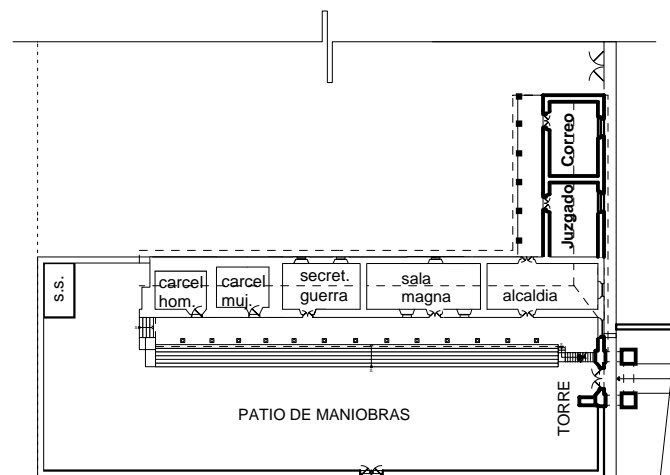 Correo
Juzgado
s.s.
carcel
hom.
carcel
muj.
secret.
guerra
sala
magna
alcaldia
PATIO DE MANIOBRAS
TORRE